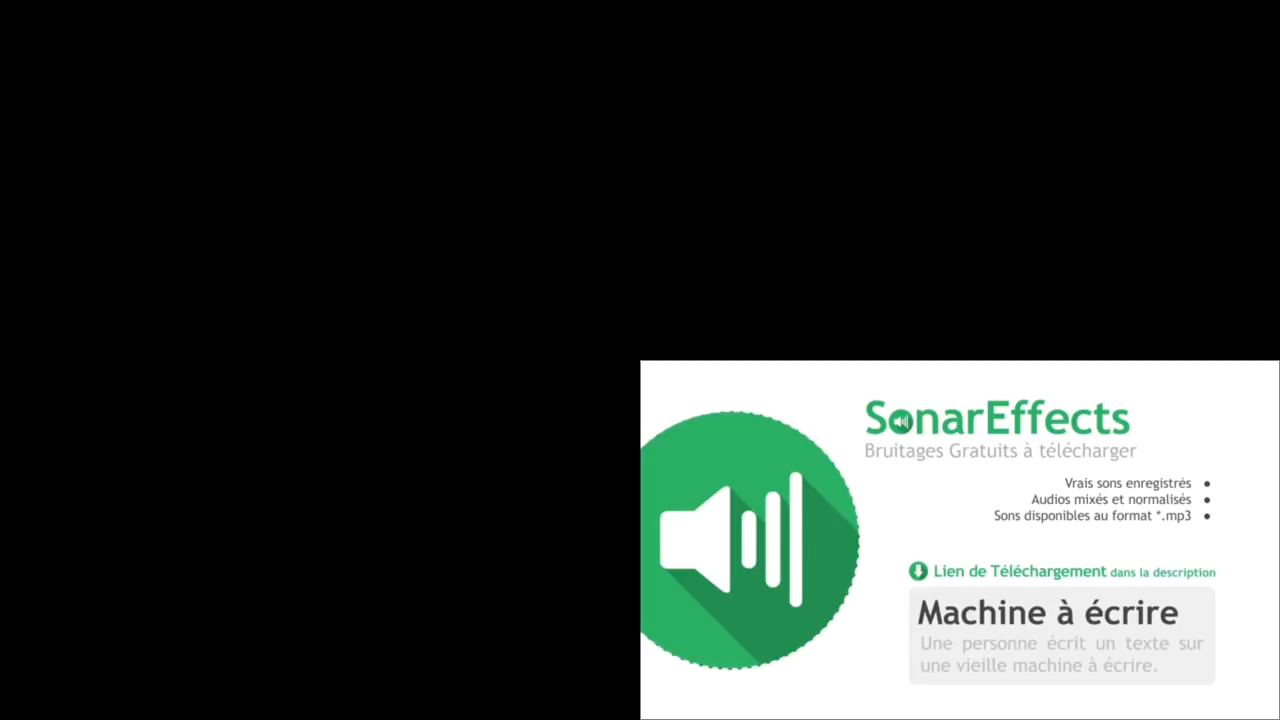 SonarEffects
Bruitages Gratuits à télécharger
Vrais sons enregistrés
Audios mixés et normalisés
Sons disponibles au format *.mp3
Lien de Téléchargement dans la description
Machine à écrire
Une personne écrit un texte sur
une vieille machine à écrire.